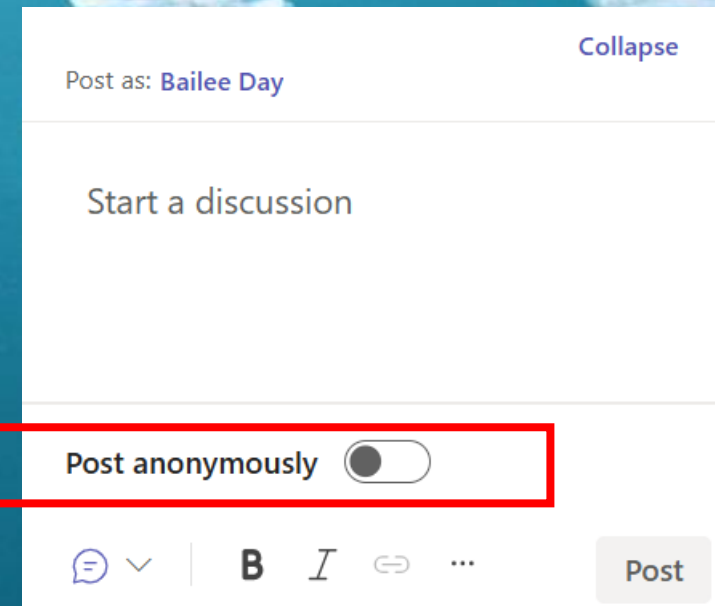 Collapse
Post as: Bailee Day
Start a discussion
Post anonymously
B I ...
Post